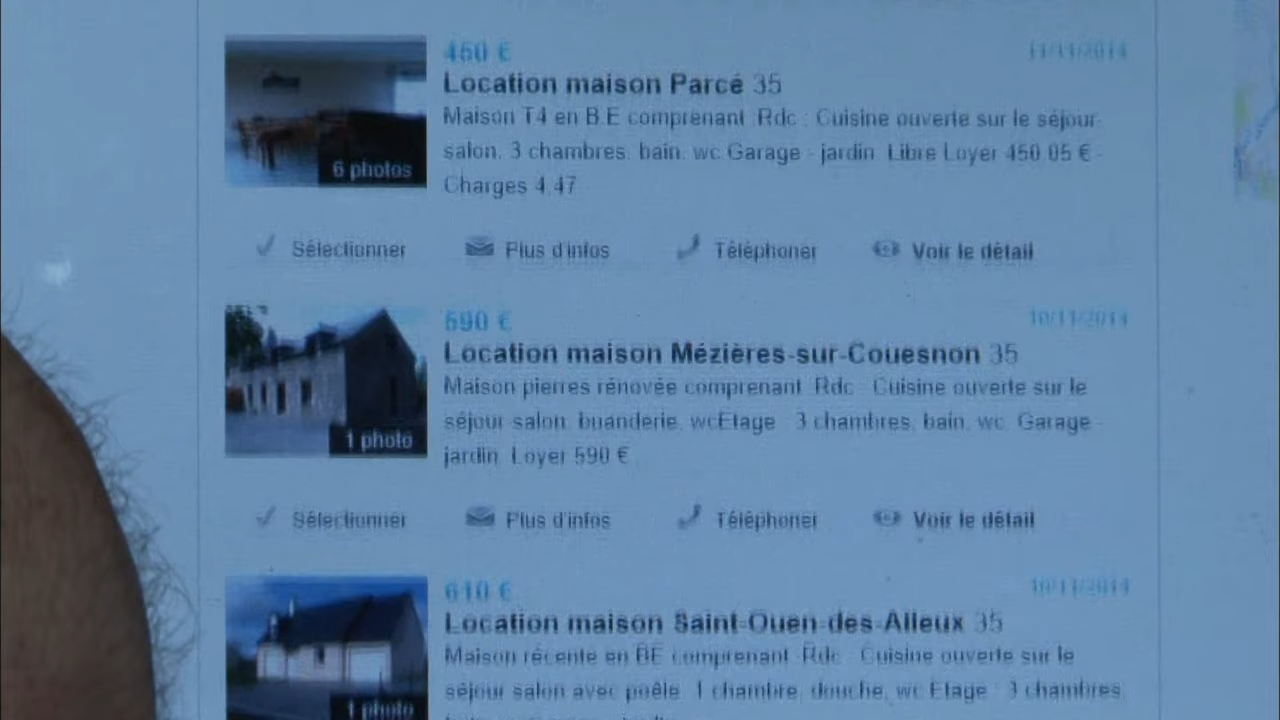 450 €
11/11/2014
Location maison Parcé 35
Maison T4 en B.E comprenant :Rdc : Cuisine ouverte sur le séjour-
salon, 3 chambres, bain, wc.Garage - jardin Libre Loyer 450.05 € -
Charges 4.47
6 photos
Sélectionner Plus d'infos Téléphoner Voir le détail
590 €
10/11/2014
Location maison Mézières-sur-Couesnon 35
Maison pierres rénovée comprenant Rdc : Cuisine ouverte sur le
séjour salon, buanderie, wcEtage : 3 chambres, bain, wc. Garage -
jardin Loyer 590 €
1 photo
Sélectionner Plus d'infos Téléphoner Voir le détail
610 €
10/11/2014
Location maison Saint-Ouen-des-Alleux 35
Maison récente en BE comprenant Rdc : Cuisine ouverte sur le
séjour salon avec poêle, 1 chambre, douche, wc Etage : 3 chambres,
1 photo